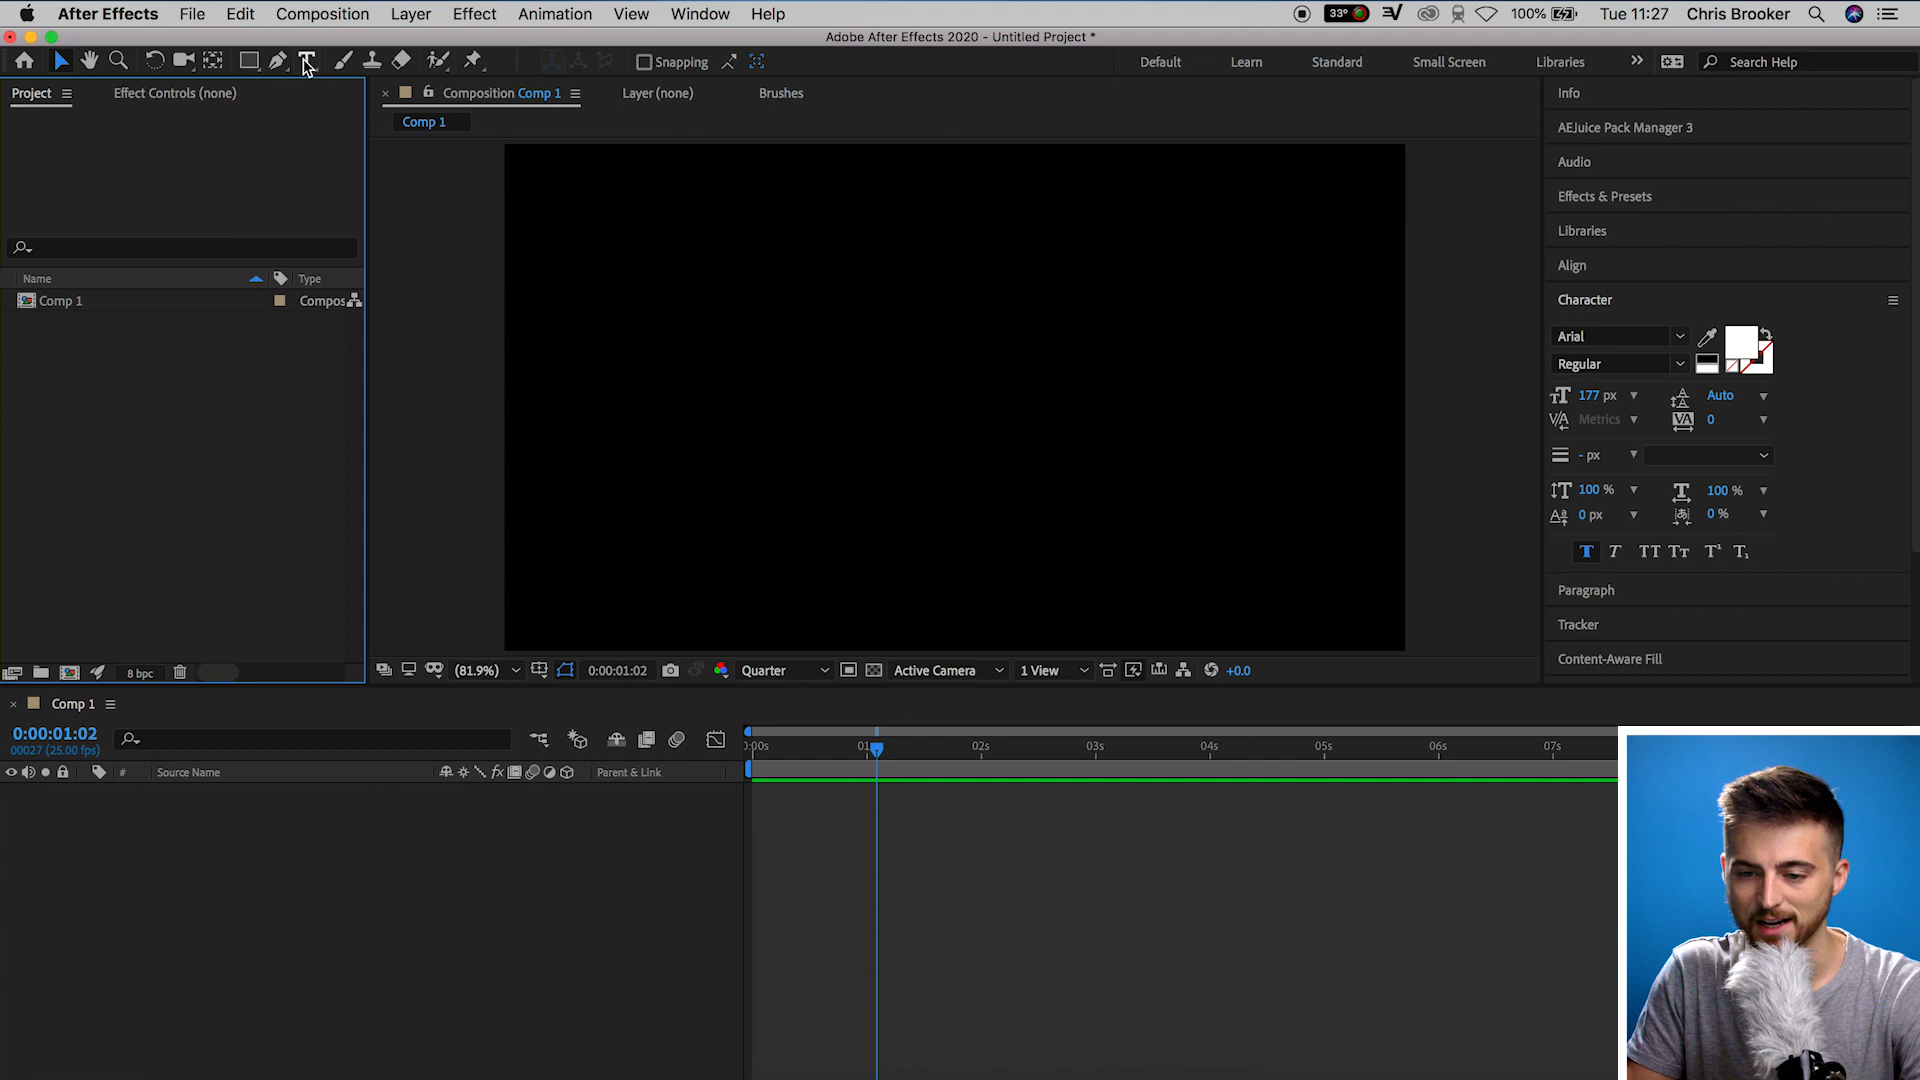 After Effects File Edit Composition Layer Effect Animation View Window Help 33° 100% Tue 11:27 Chris Brooker
Adobe After Effects 2020 - Untitled Project *
Snapping Default Learn Standard Small Screen Libraries Search Help
Project Effect Controls (none) Composition Comp 1 Layer (none) Brushes Info
Comp 1 AEJuice Pack Manager 3
Audio
Effects & Presets
Libraries
Align
Name Type
Comp 1 Compos
Character
Arial
Regular
177 px Auto
Metrics 0
- px
100 % 100 %
0 px 0 %
T T TT Tт T¹ T₁
Paragraph
Tracker
Content-Aware Fill
8 bpc (81.9%) 0:00:01:02 Quarter Active Camera 1 View +0.0
Comp 1
0:00:01:02
00027 (25.00 fps)
:00s 01 02s 03s 04s 05s 06s 07s
# Source Name Parent & Link